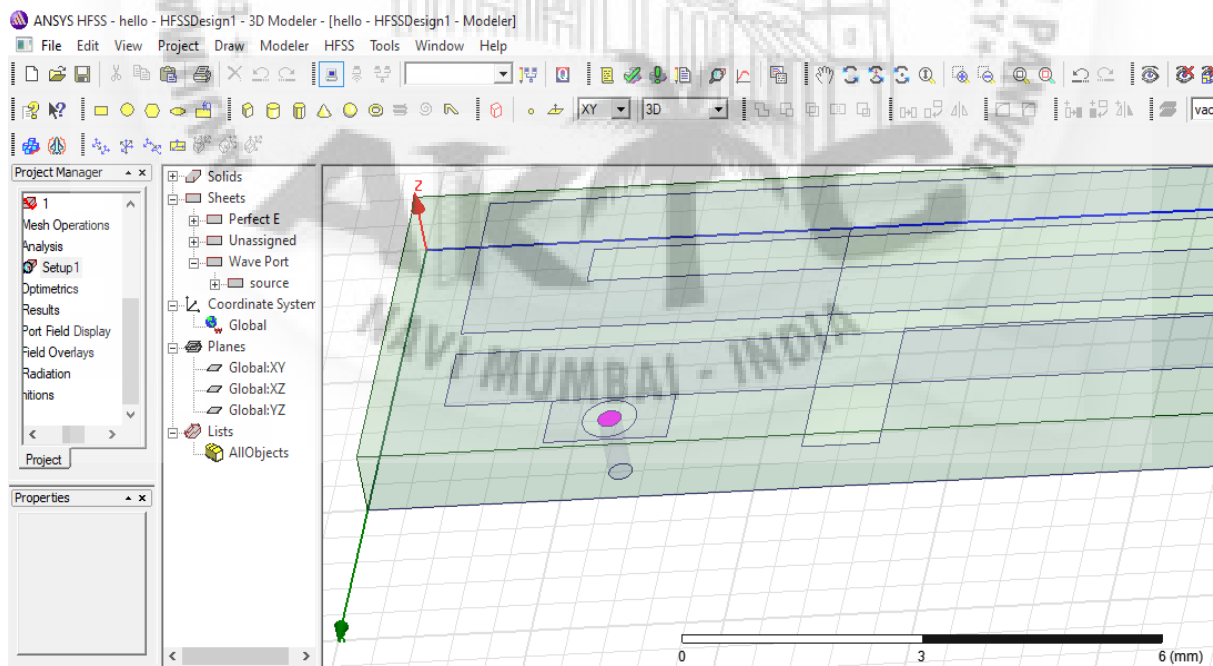 ANSYS HFSS - hello - HFSSDesign1 - 3D Modeler - [hello - HFSSDesign1 - Modeler]
File Edit View Project Draw Modeler HFSS Tools Window Help
XY 3D vac
Project Manager
1
Mesh Operations
Analysis
Setup1
Optimetrics
Results
Port Field Display
Field Overlays
Radiation
nitions
Project
Properties
Solids
Sheets
Perfect E
Unassigned
Wave Port
source
Coordinate System
Global
Planes
Global:XY
Global:XZ
Global:YZ
Lists
AllObjects
Z
AIKTC
NAVI MUMBAI - INDIA
0 3 6 (mm)